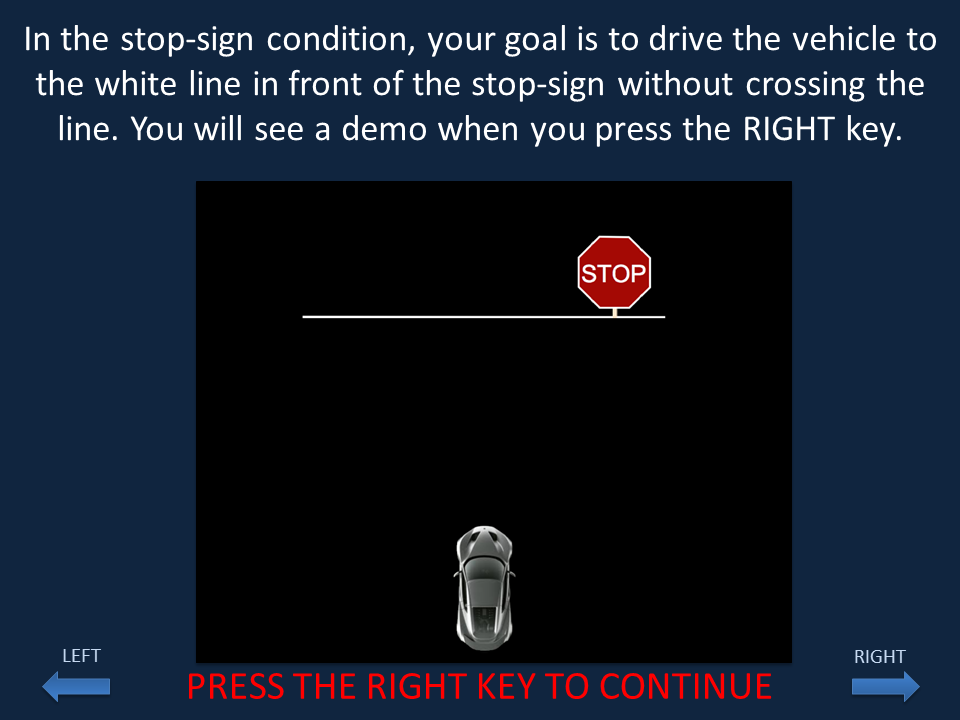 In the stop-sign condition, your goal is to drive the vehicle to
the white line in front of the stop-sign without crossing the
line. You will see a demo when you press the RIGHT key.
STOP
LEFT
RIGHT
PRESS THE RIGHT KEY TO CONTINUE